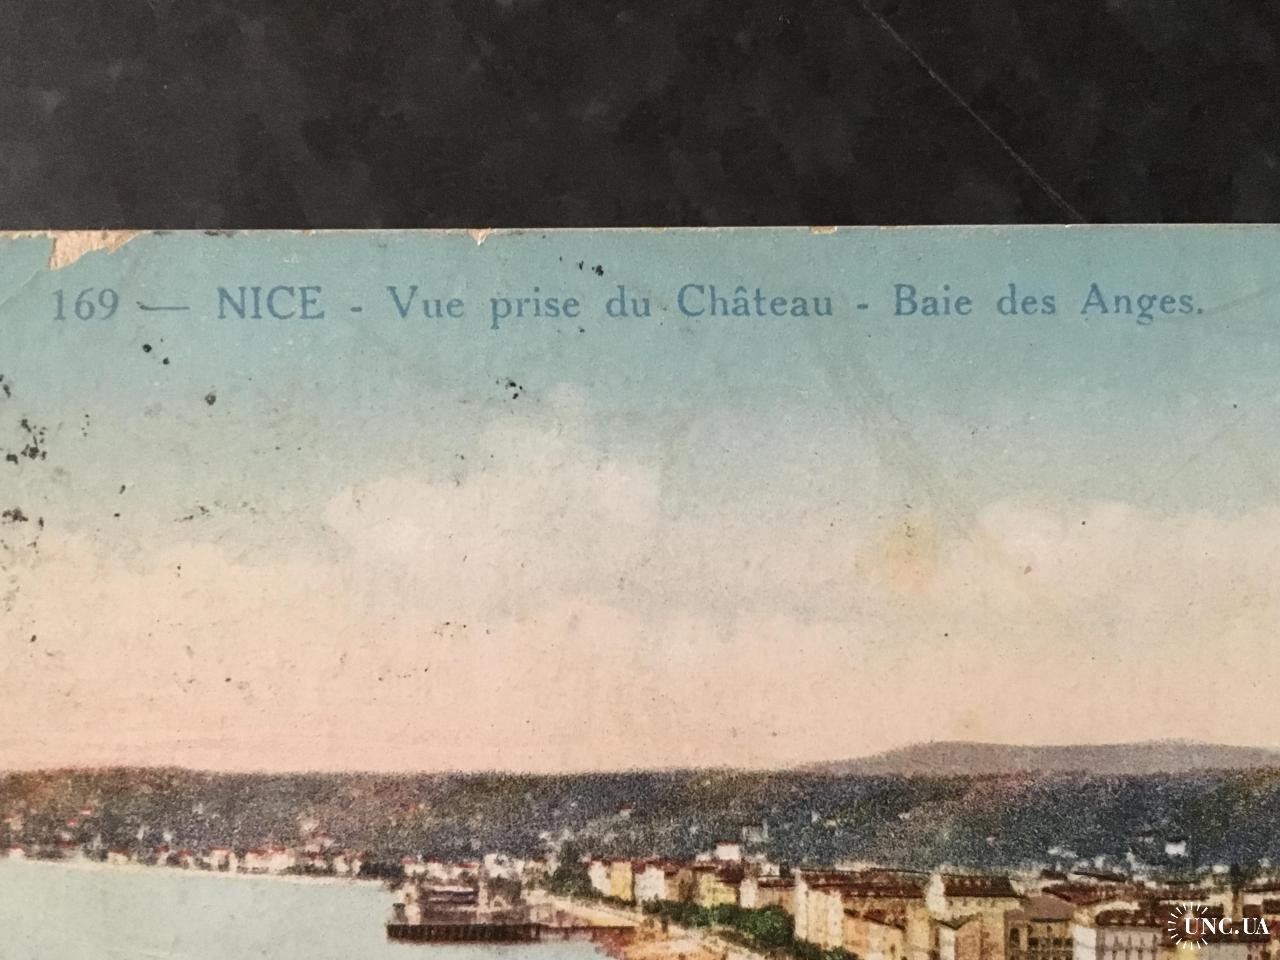 169 — NICE - Vue prise du Château - Baie des Anges.
UNC.UA